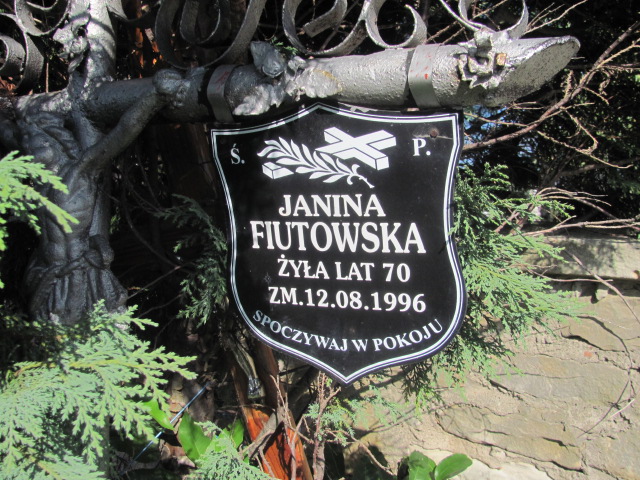 Ś. P.
JANINA
FIUTOWSKA
ŻYŁA LAT 70
ZM.12.08.1996
SPOCZYWAJ W POKOJU